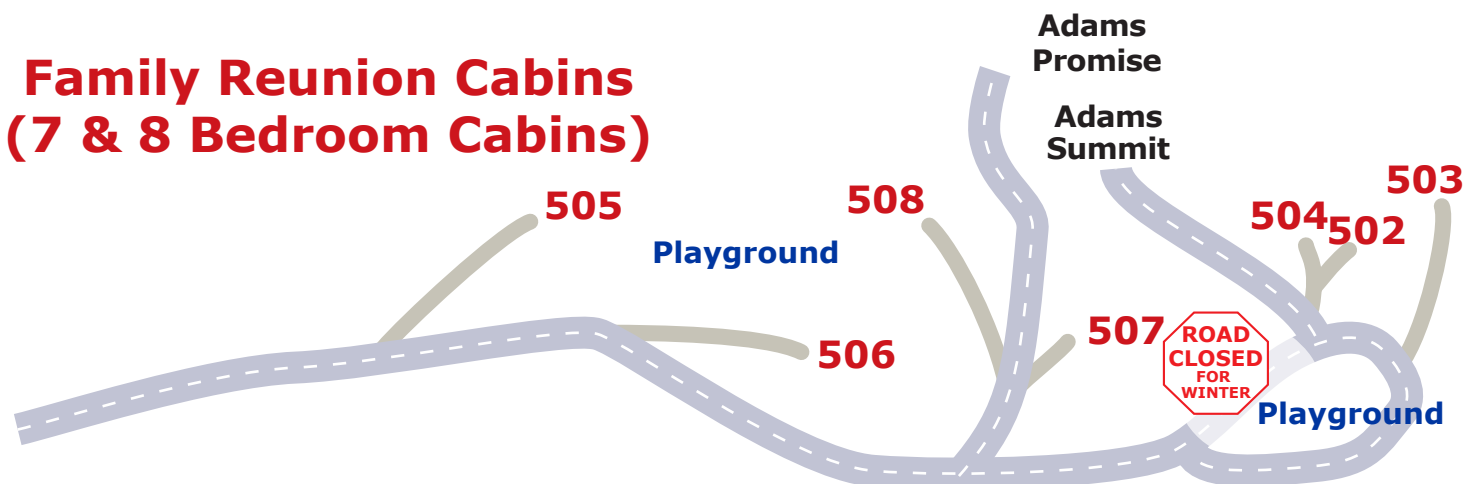 Adams
Promise
Family Reunion Cabins
(7 & 8 Bedroom Cabins)
Adams
Summit
505
508
504
502
503
Playground
506
507
ROAD
CLOSED
FOR
WINTER
Playground